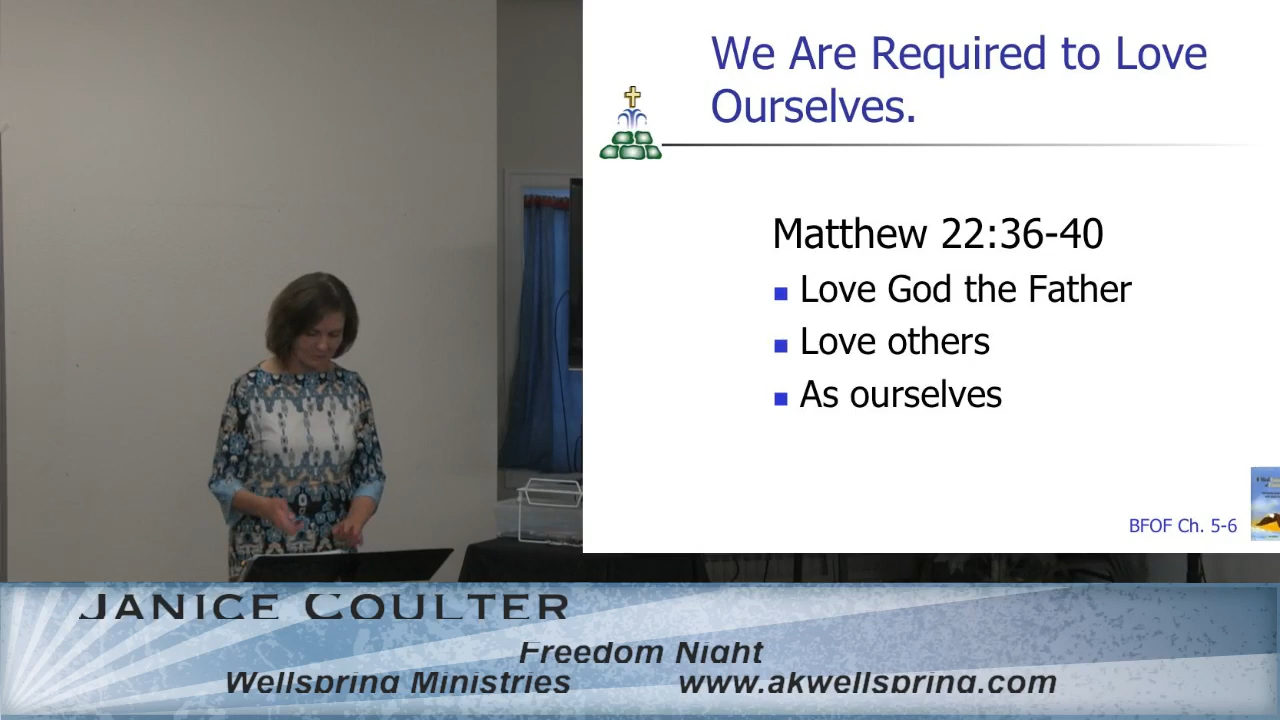 We Are Required to Love
Ourselves.
Matthew 22:36-40
Love God the Father
Love others
As ourselves
BFOF Ch. 5-6
JANICE COULTER
Freedom Night
Wellspring Ministries www.akwellspring.com